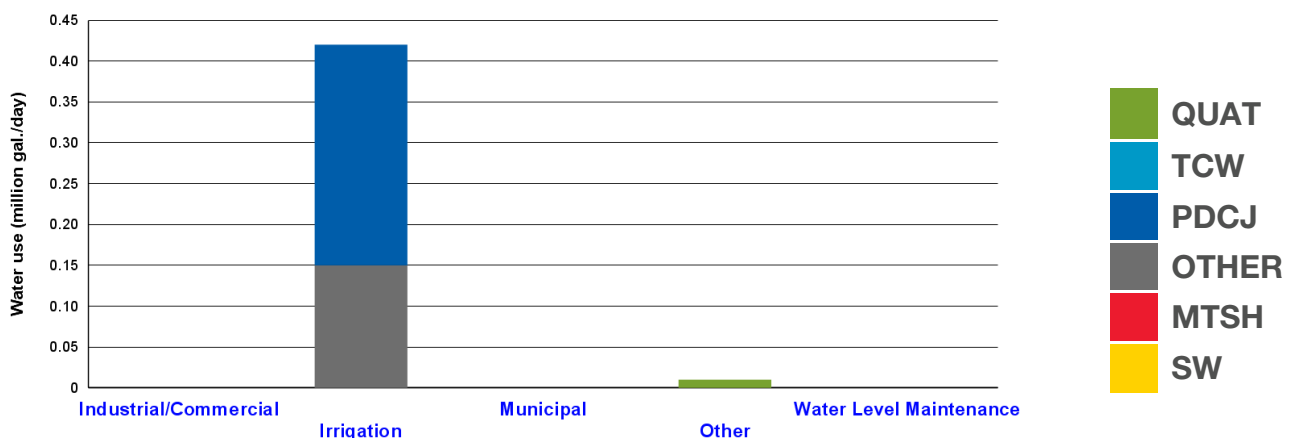 Water use (million gal./day)
0.45
0.40
0.35
0.30
0.25
0.20
0.15
0.10
0.05
0
Industrial/Commercial
Irrigation
Municipal
Other
Water Level Maintenance
QUAT
TCW
PDCJ
OTHER
MTSH
SW